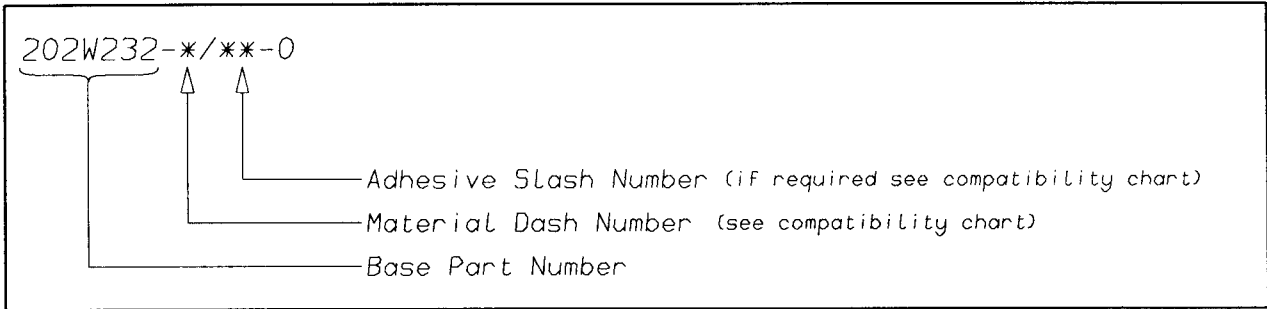 202W232-*/**-0
Adhesive Slash Number (if required see compatibility chart)
Material Dash Number (see compatibility chart)
Base Part Number